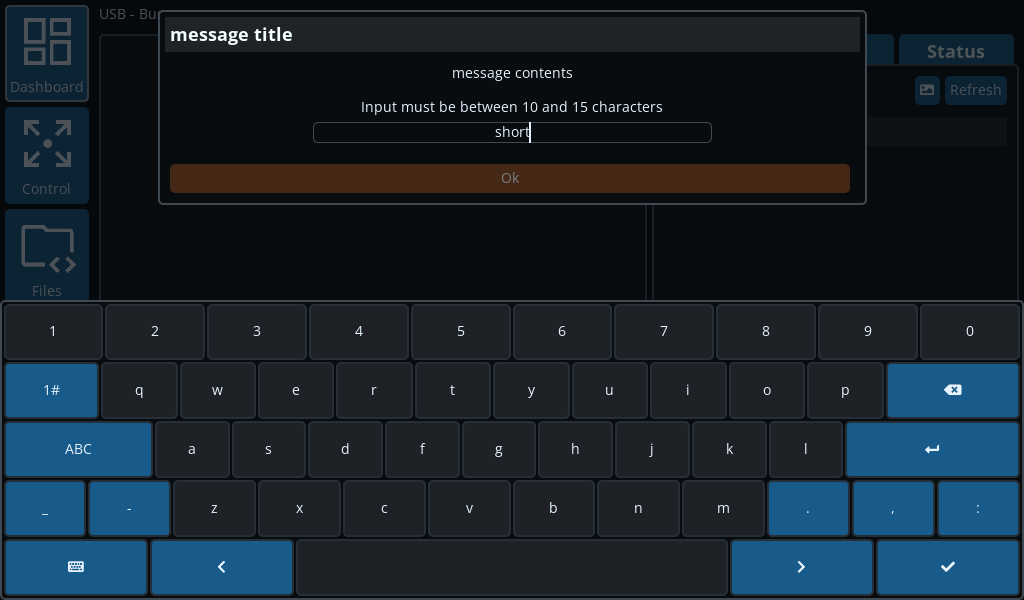 USB - Bu
message title
message contents
Input must be between 10 and 15 characters
short
Ok
Dashboard
Control
Files
Status
Refresh
1 2 3 4 5 6 7 8 9 0
1# q w e r t y u i o p
ABC a s d f g h j k l
_ - z x c v b n m . , :